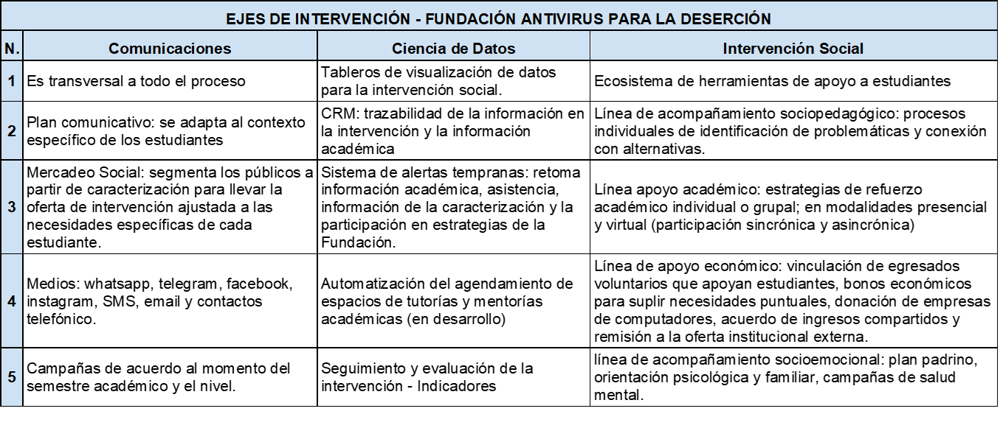 EJES DE INTERVENCIÓN - FUNDACIÓN ANTIVIRUS PARA LA DESERCIÓN
N.
Comunicaciones
Ciencia de Datos
Intervención Social
1
Es transversal a todo el proceso
Tableros de visualización de datos
para la intervención social.
Ecosistema de herramientas de apoyo a estudiantes
2
Plan comunicativo: se adapta al contexto
específico de los estudiantes
CRM: trazabilidad de la información en
la intervención y la información
académica
Línea de acompañamiento sociopedagógico: procesos
individuales de identificación de problemáticas y conexión
con alternativas.
3
Mercadeo Social: segmenta los públicos a
partir de caracterización para llevar la
oferta de intervención ajustada a las
necesidades específicas de cada
estudiante.
Sistema de alertas tempranas: retoma
información académica, asistencia,
información de la caracterización y la
participación en estrategias de la
Fundación.
Línea apoyo académico: estrategias de refuerzo
académico individual o grupal; en modalidades presencial
y virtual (participación sincrónica y asincrónica)
4
Medios: whatsapp, telegram, facebook,
instagram, SMS, email y contactos
telefónico.
Automatización del agendamiento de
espacios de tutorías y mentorías
académicas (en desarrollo)
Línea de apoyo económico: vinculación de egresados
voluntarios que apoyan estudiantes, bonos económicos
para suplir necesidades puntuales, donación de empresas
de computadores, acuerdo de ingresos compartidos y
remisión a la oferta institucional externa.
5
Campañas de acuerdo al momento del
semestre académico y el nivel.
Seguimiento y evaluación de la
intervención - Indicadores
línea de acompañamiento socioemocional: plan padrino,
orientación psicológica y familiar, campañas de salud
mental.